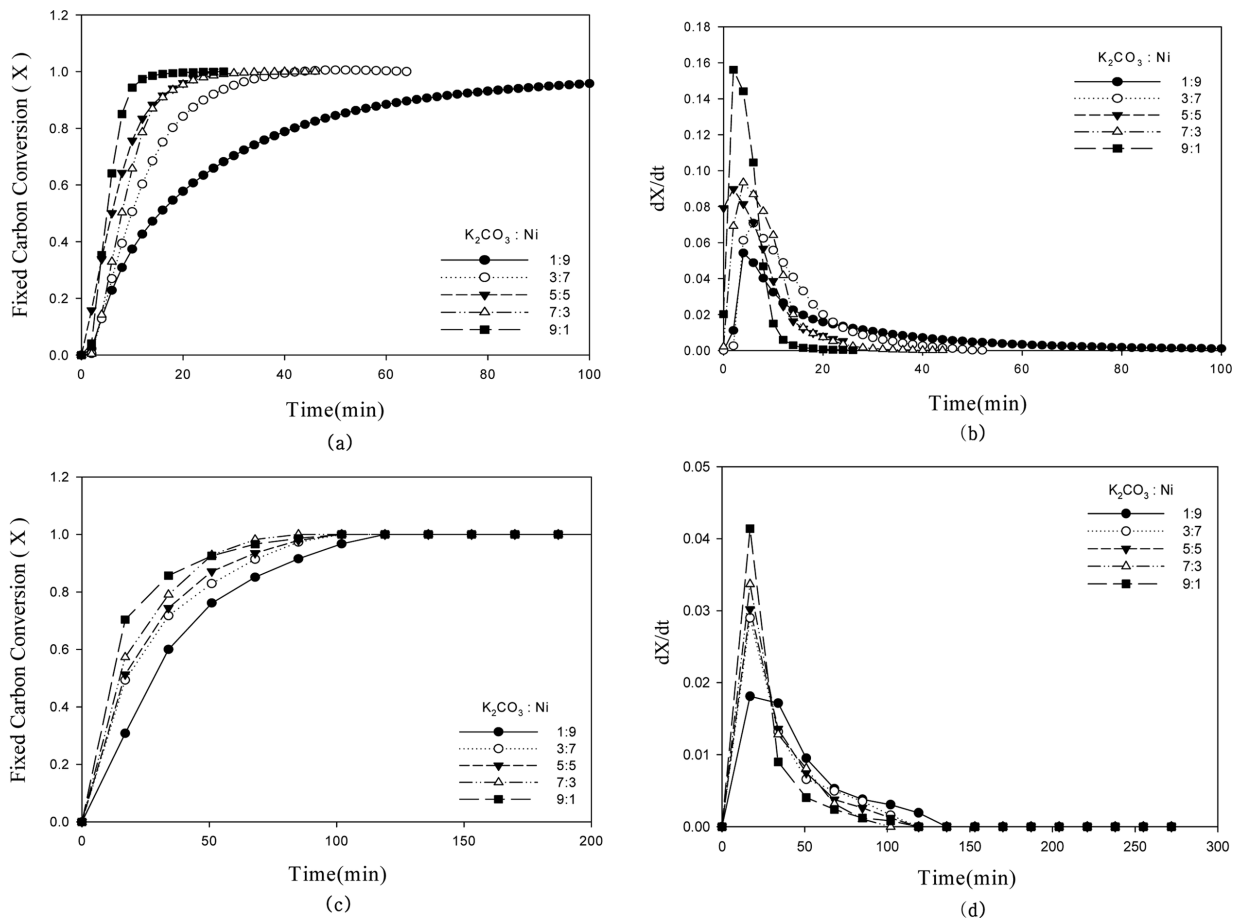 1.2
1.0
0.8
0.6
0.4
0.2
0.0
Fixed Carbon Conversion ( X )
K₂CO₃ : Ni
1:9
3:7
5:5
7:3
9:1
0 20 40 60 80 100
Time(min)
(a)
0.18
0.16
0.14
0.12
0.10
0.08
0.06
0.04
0.02
0.00
dX/dt
K₂CO₃ : Ni
1:9
3:7
5:5
7:3
9:1
0 20 40 60 80 100
Time(min)
(b)
1.2
1.0
0.8
0.6
0.4
0.2
0.0
Fixed Carbon Conversion ( X )
K₂CO₃ : Ni
1:9
3:7
5:5
7:3
9:1
0 50 100 150 200
Time(min)
(c)
0.05
0.04
0.03
0.02
0.01
0.00
dX/dt
K₂CO₃ : Ni
1:9
3:7
5:5
7:3
9:1
0 50 100 150 200 250 300
Time(min)
(d)